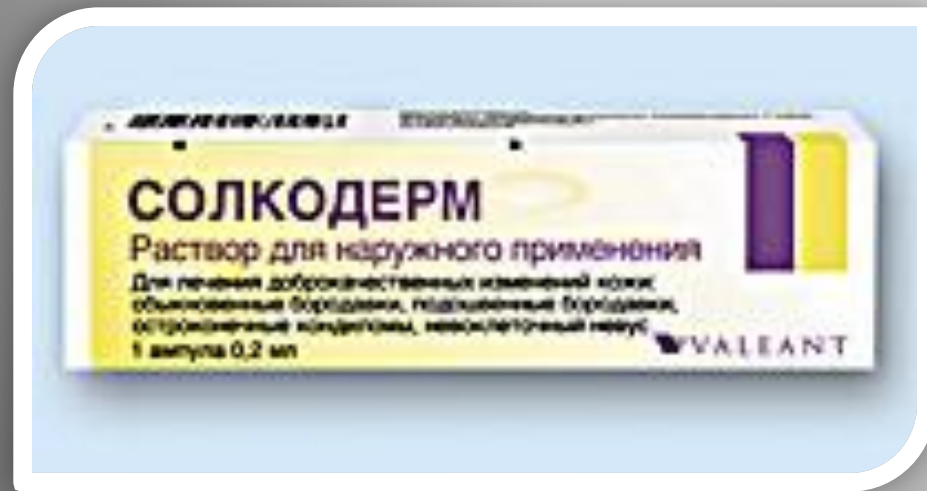 СОЛКОДЕРМ
Раствор для наружного применения
Для лечения доброкачественных изменений кожи:
обыкновенные бородавки, подошвенные бородавки,
остроконечные кондиломы, невоклеточный невус
1 ампула 0,2 мл
VALEANT